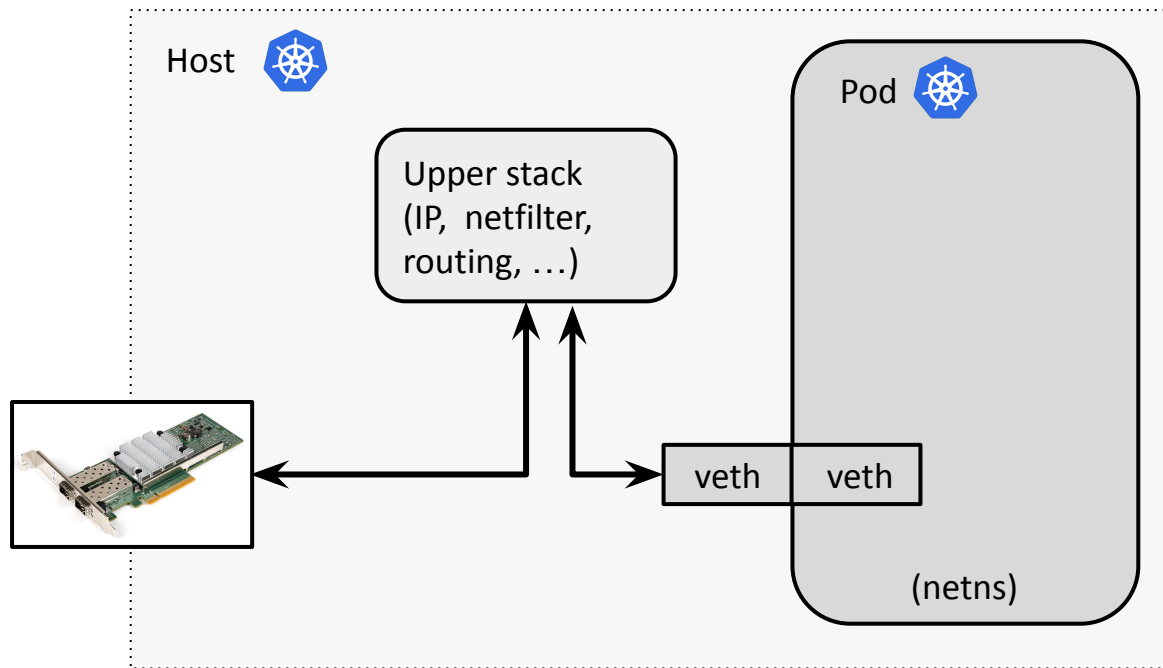 Host
Pod
Upper stack
(IP, netfilter,
routing, …)
veth
veth
(netns)